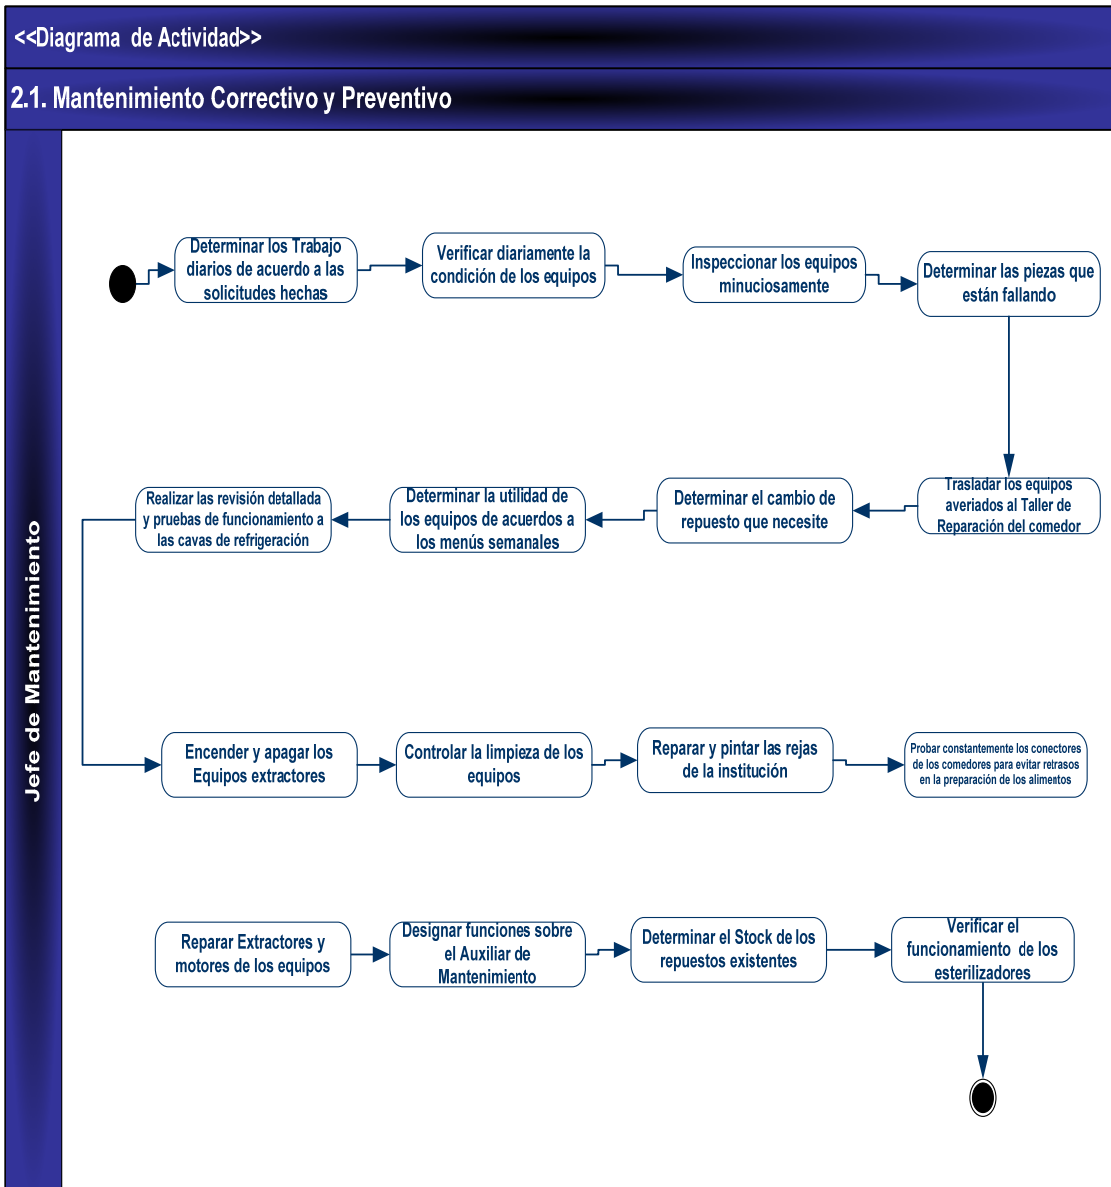 <<Diagrama de Actividad>>
2.1. Mantenimiento Correctivo y Preventivo
Jefe de Mantenimiento
Determinar los Trabajo
diarios de acuerdo a las
solicitudes hechas
Verificar diariamente la
condición de los equipos
Inspeccionar los equipos
minuciosamente
Determinar las piezas que
están fallando
Trasladar los equipos
averiados al Taller de
Reparación del comedor
Determinar el cambio de
repuesto que necesite
Determinar la utilidad de
los equipos de acuerdos a
los menús semanales
Realizar las revisión detallada
y pruebas de funcionamiento a
las cavas de refrigeración
Encender y apagar los
Equipos extractores
Controlar la limpieza de los
equipos
Reparar y pintar las rejas
de la institución
Probar constantemente los conectores
de los comedores para evitar retrasos
en la preparación de los alimentos
Reparar Extractores y
motores de los equipos
Designar funciones sobre
el Auxiliar de
Mantenimiento
Determinar el Stock de los
repuestos existentes
Verificar el
funcionamiento de los
esterilizadores